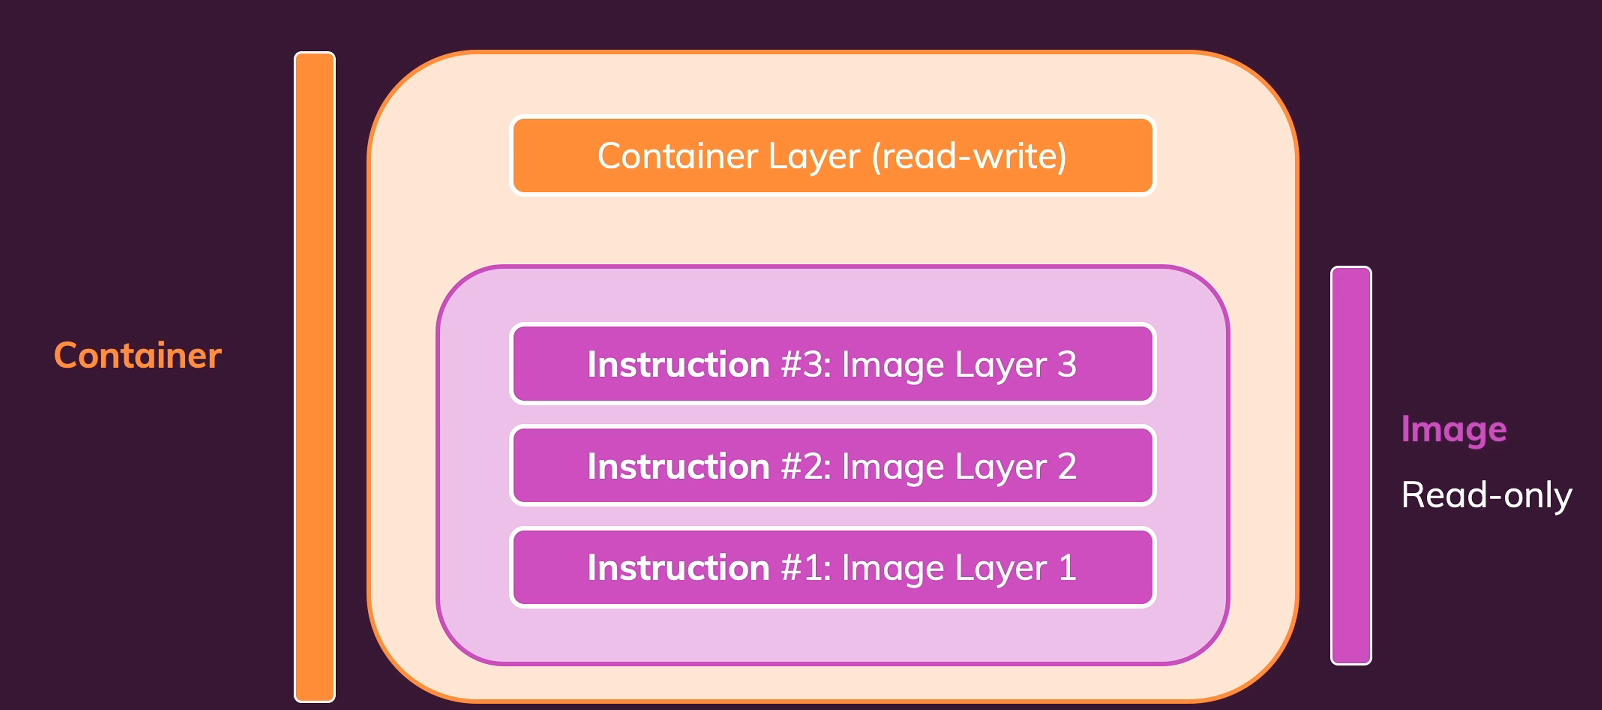 Container Layer (read-write)
Container
Instruction #3: Image Layer 3
Instruction #2: Image Layer 2
Instruction #1: Image Layer 1
Image
Read-only